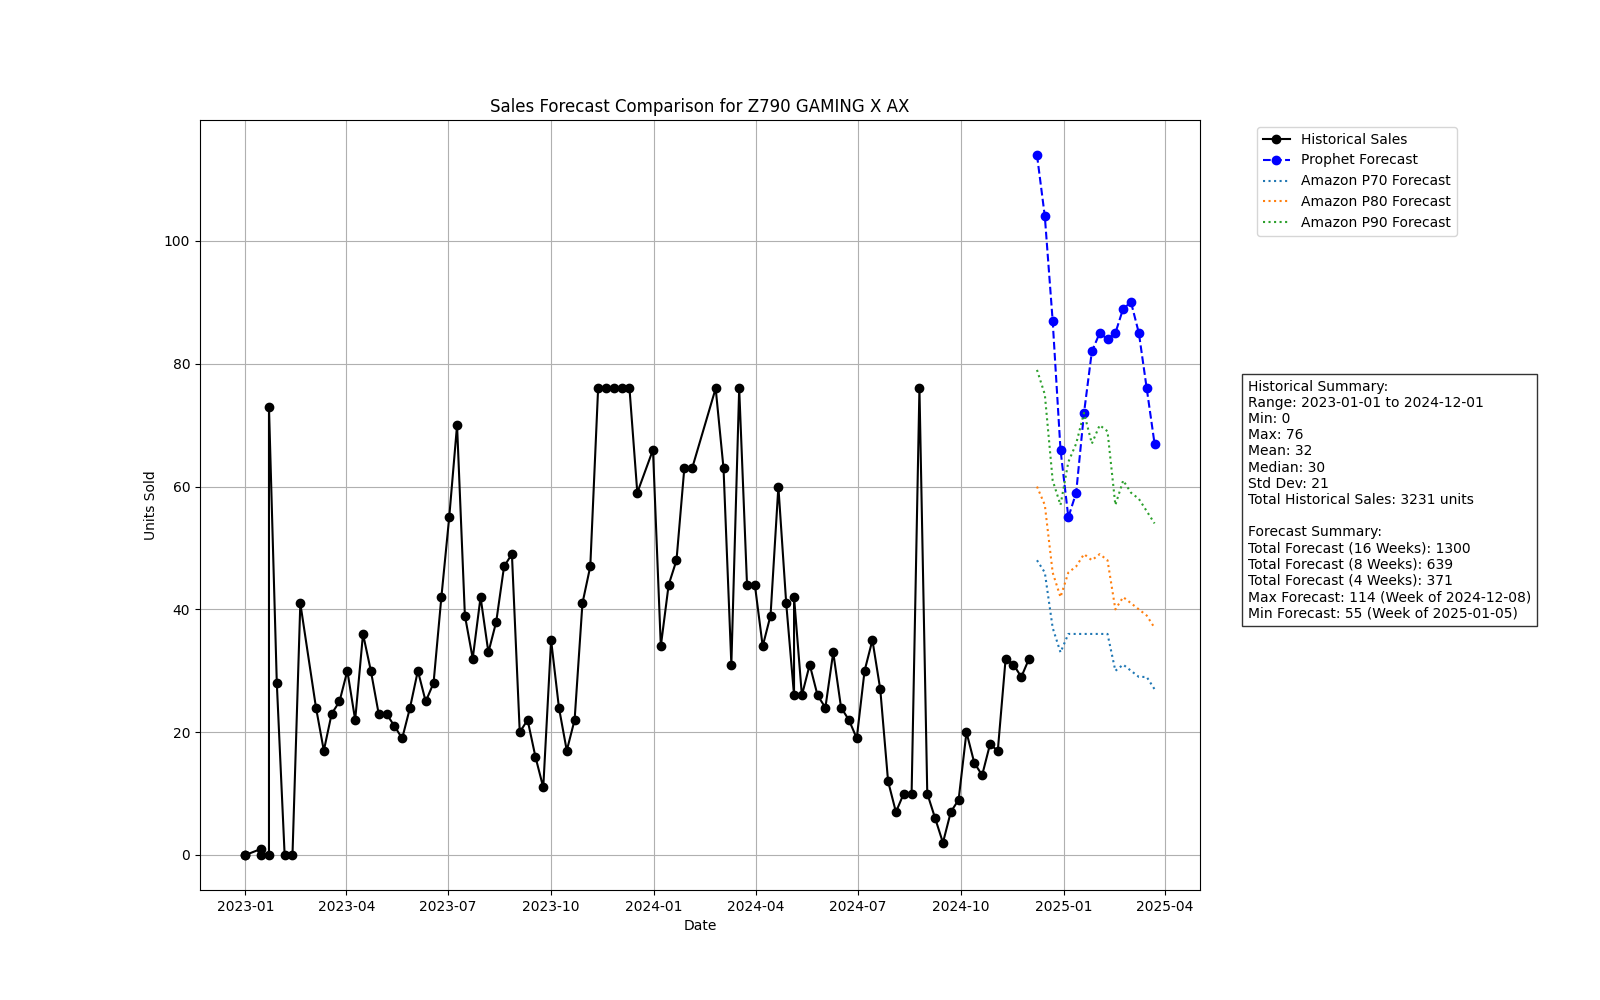 Sales Forecast Comparison for Z790 GAMING X AX
Units Sold
100
80
60
40
20
0
2023-01
2023-04
2023-07
2023-10
2024-01
2024-04
2024-07
2024-10
2025-01
2025-04
Date
Historical Sales
Prophet Forecast
Amazon P70 Forecast
Amazon P80 Forecast
Amazon P90 Forecast
Historical Summary:
Range: 2023-01-01 to 2024-12-01
Min: 0
Max: 76
Mean: 32
Median: 30
Std Dev: 21
Total Historical Sales: 3231 units
Forecast Summary:
Total Forecast (16 Weeks): 1300
Total Forecast (8 Weeks): 639
Total Forecast (4 Weeks): 371
Max Forecast: 114 (Week of 2024-12-08)
Min Forecast: 55 (Week of 2025-01-05)